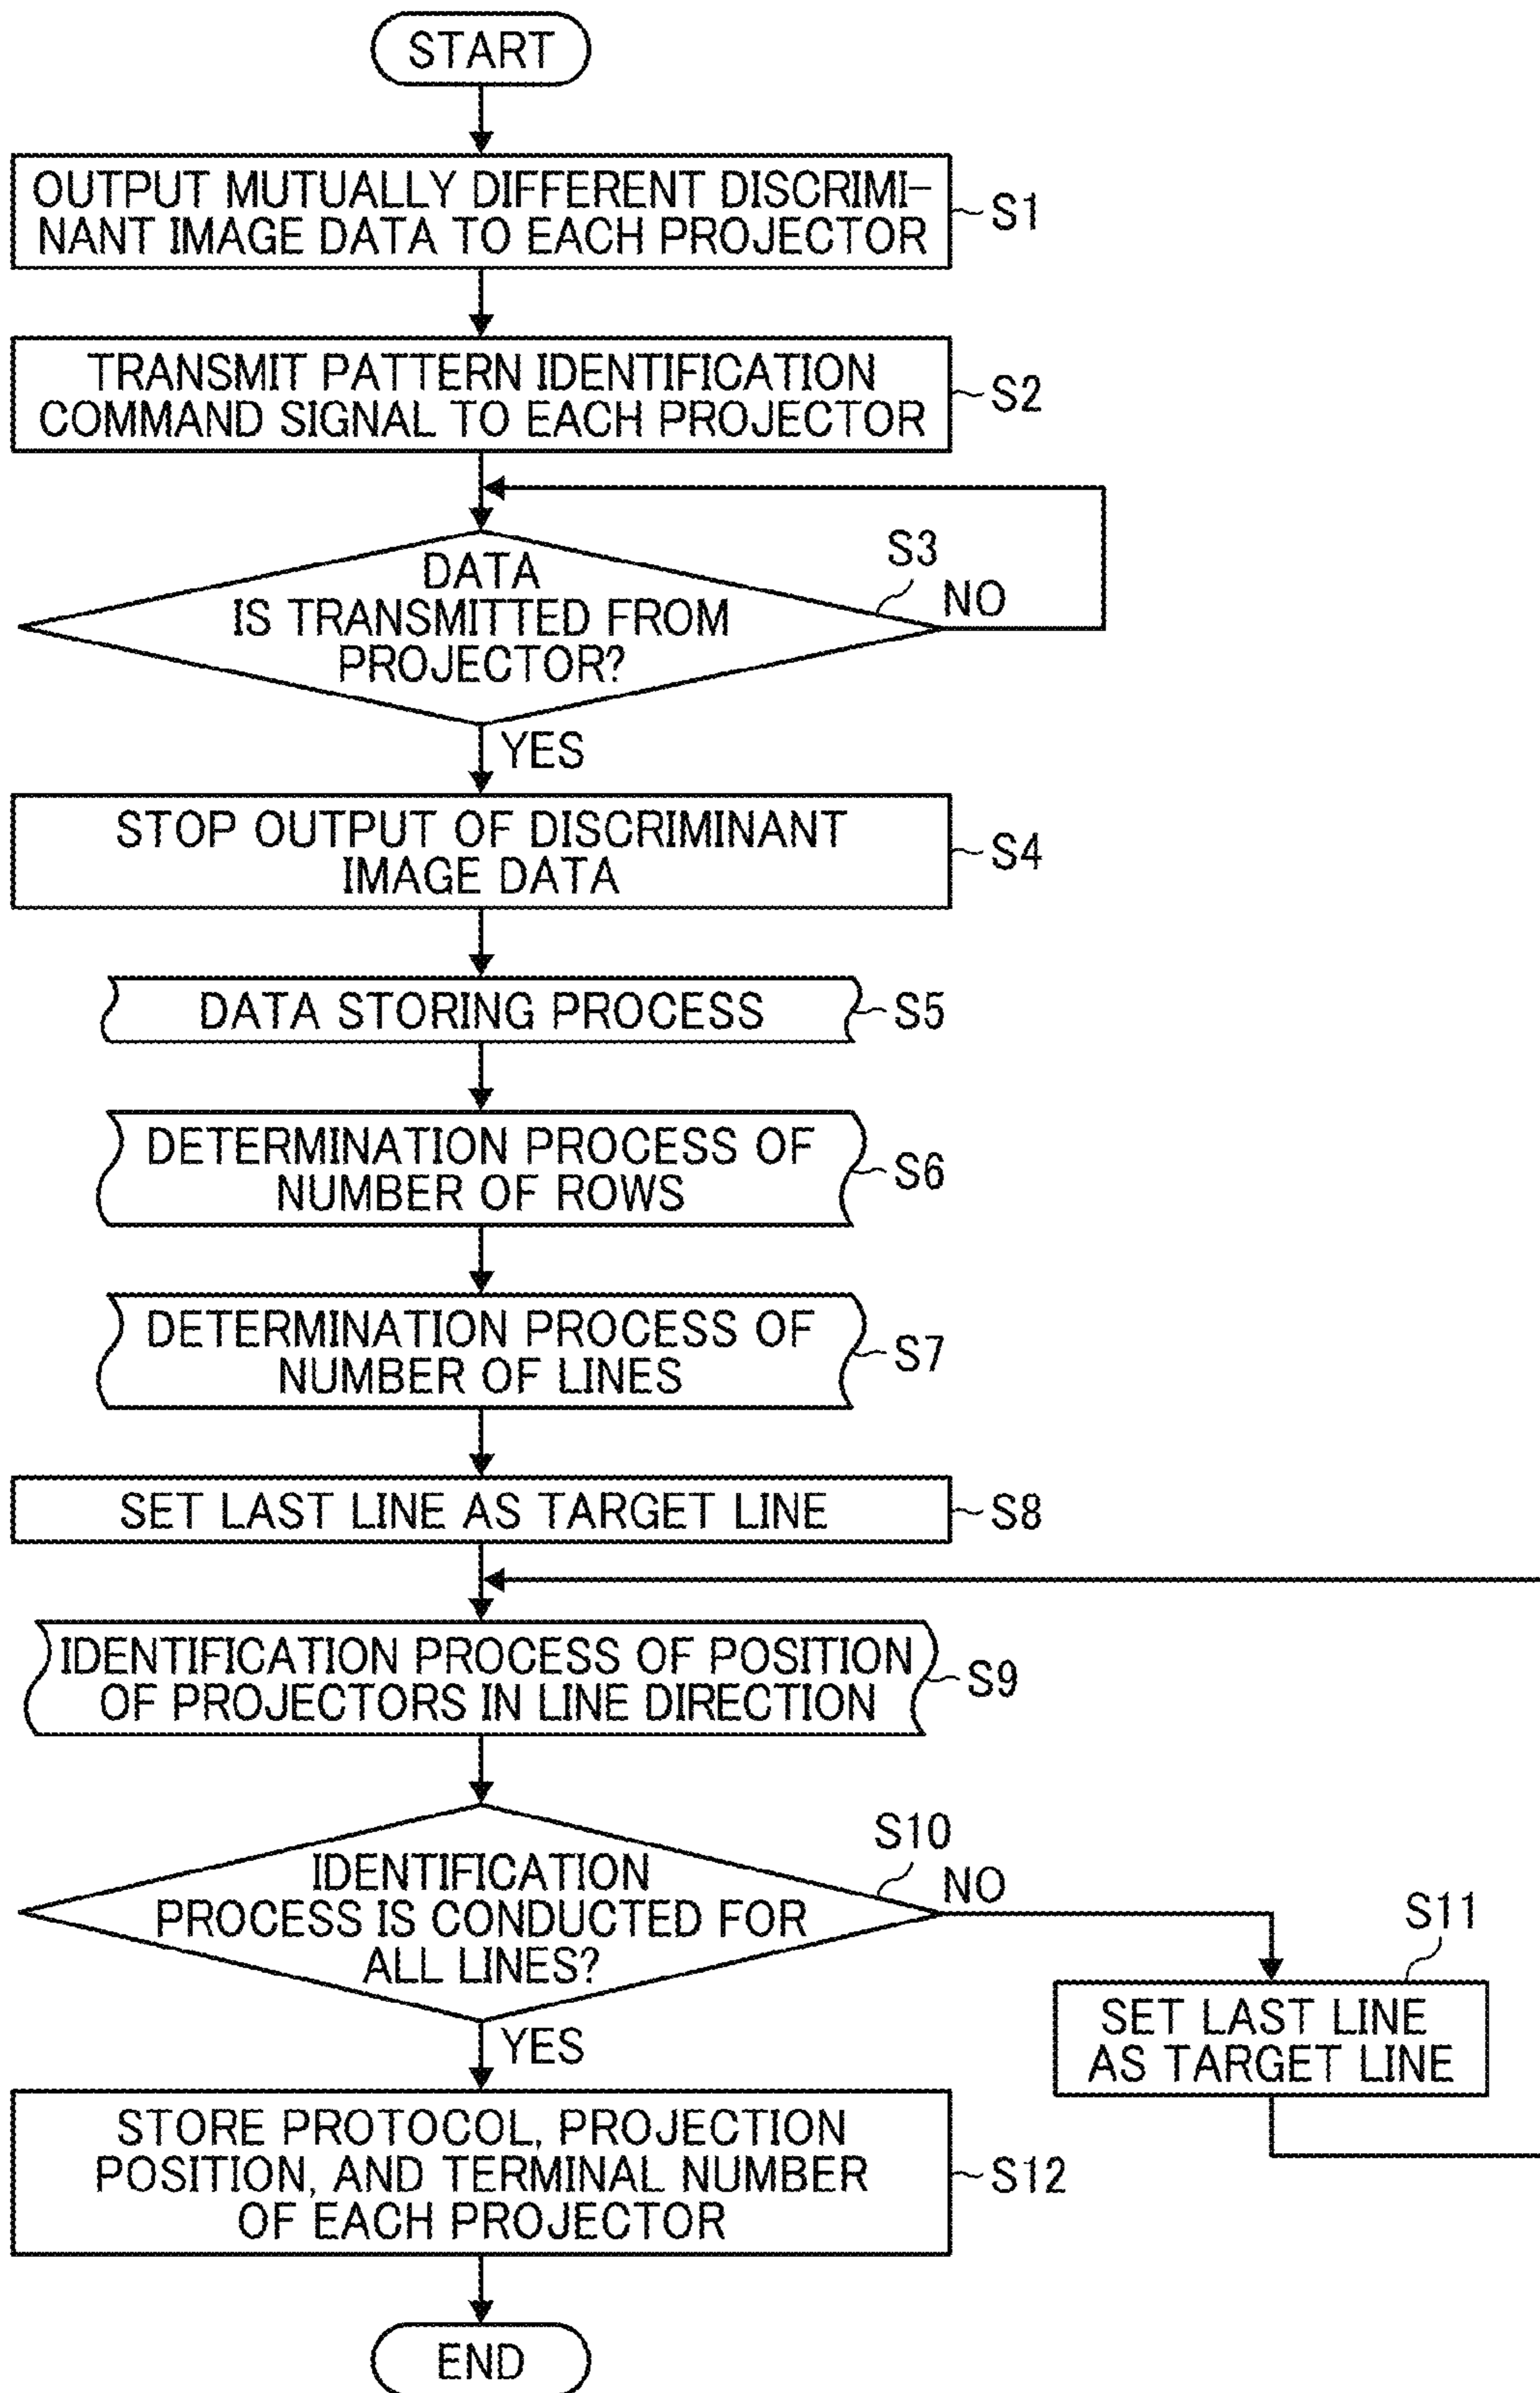 START
OUTPUT MUTUALLY DIFFERENT DISCRIMI-
NANT IMAGE DATA TO EACH PROJECTOR
S1
TRANSMIT PATTERN IDENTIFICATION
COMMAND SIGNAL TO EACH PROJECTOR
S2
DATA
IS TRANSMITTED FROM
PROJECTOR?
S3
NO
YES
STOP OUTPUT OF DISCRIMINANT
IMAGE DATA
S4
DATA STORING PROCESS
S5
DETERMINATION PROCESS OF
NUMBER OF ROWS
S6
DETERMINATION PROCESS OF
NUMBER OF LINES
S7
SET LAST LINE AS TARGET LINE
S8
IDENTIFICATION PROCESS OF POSITION
OF PROJECTORS IN LINE DIRECTION
S9
IDENTIFICATION
PROCESS IS CONDUCTED FOR
ALL LINES?
S10
NO
S11
SET LAST LINE
AS TARGET LINE
YES
STORE PROTOCOL, PROJECTION
POSITION, AND TERMINAL NUMBER
OF EACH PROJECTOR
S12
END